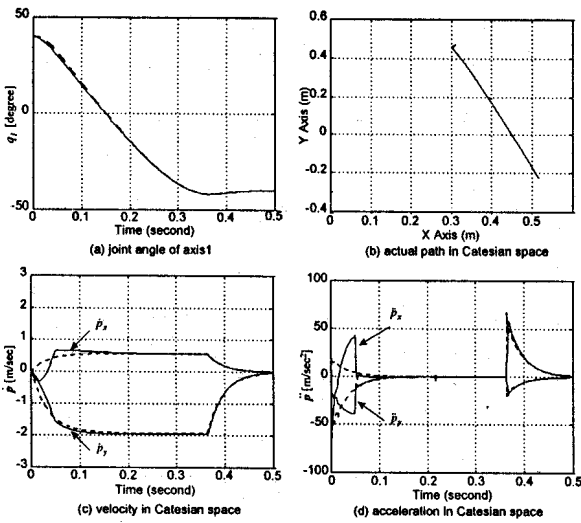 50
0
-50
q₁ [degree]
0 0.1 0.2 0.3 0.4 0.5
Time (second)
(a) joint angle of axis1
0.6
0.4
0.2
0
-0.2
-0.4
Y Axis (m)
0 0.1 0.2 0.3 0.4 0.5
X Axis (m)
(b) actual path in Catesian space
3
2
1
0
-1
-2
-3
ṗ [m/sec]
ṗₓ
ṗ_y
0 0.1 0.2 0.3 0.4 0.5
Time (second)
(c) velocity in Catesian space
100
50
0
-50
-100
p̈ [m/sec²]
p̈ₓ
p̈_y
0 0.1 0.2 0.3 0.4 0.5
Time (second)
(d) acceleration in Catesian space